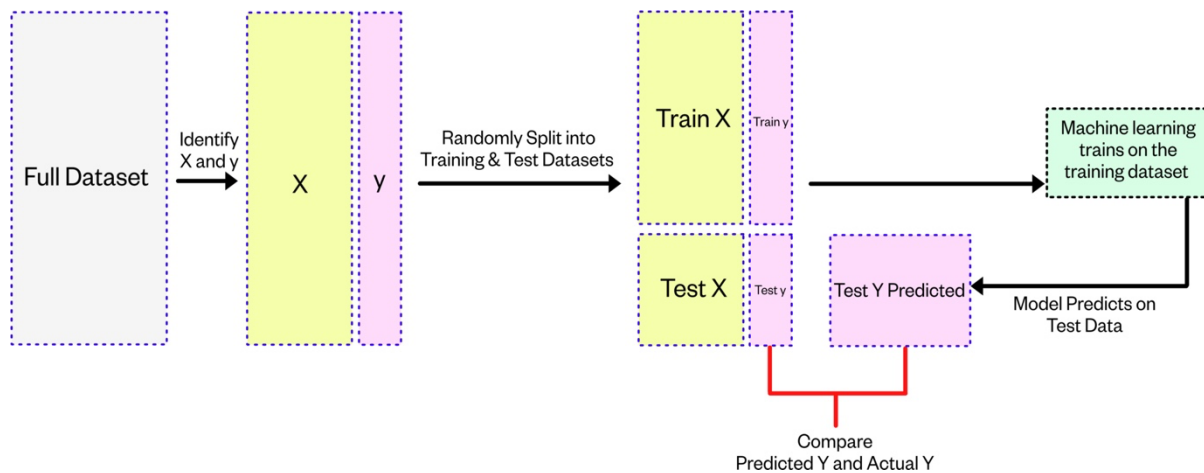 Full Dataset
Identify
X and y
X
y
Randomly Split into
Training & Test Datasets
Train X
Train y
Machine learning
trains on the
training dataset
Test X
Test y
Test Y Predicted
Model Predicts on
Test Data
Compare
Predicted Y and Actual Y